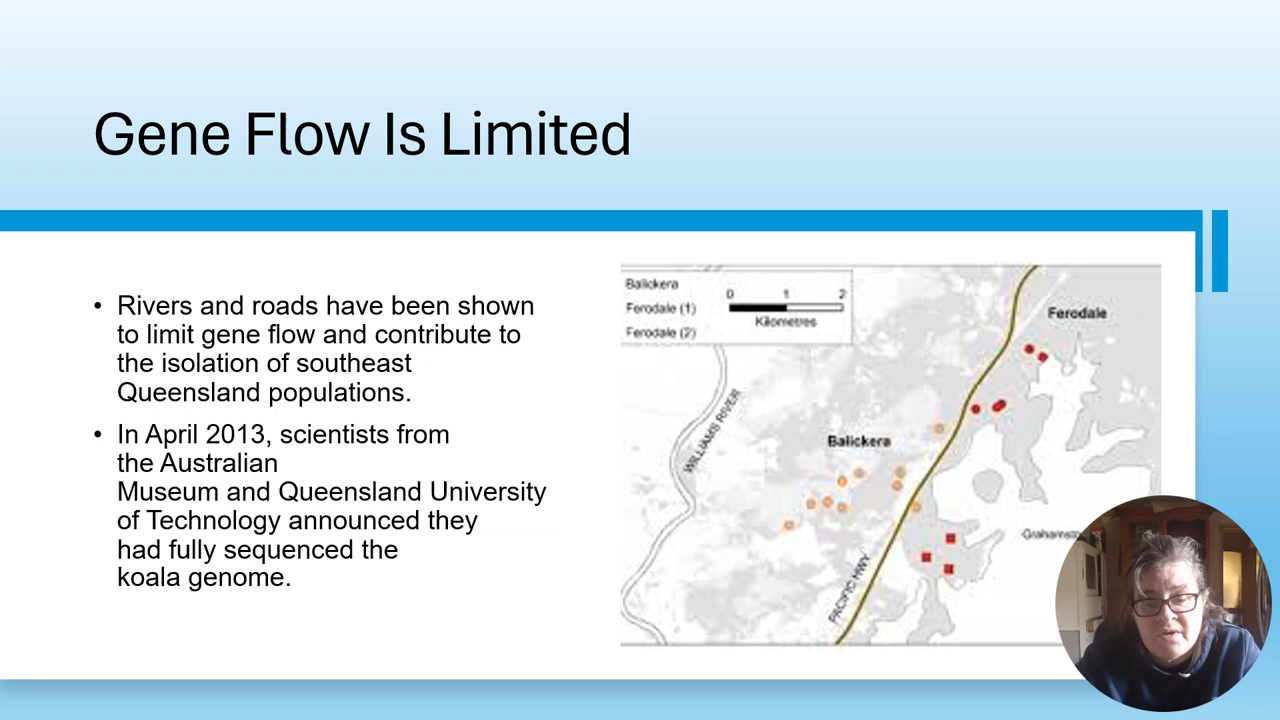 Gene Flow Is Limited
• Rivers and roads have been shown
to limit gene flow and contribute to
the isolation of southeast
Queensland populations.
• In April 2013, scientists from
the Australian
Museum and Queensland University
of Technology announced they
had fully sequenced the
koala genome.
Balickera
Ferodale (1)
Ferodale (2)
0 1 2
Kilometres
Ferodale
WILLIAMS RIVER
Balickera
PACIFIC HWY